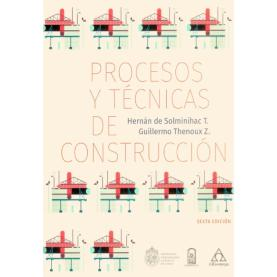 PROCESOS
Y TÉCNICAS
DE
CONSTRUCCIÓN
Hernán de Solminihac T.
Guillermo Thenoux Z.
SEXTA EDICIÓN